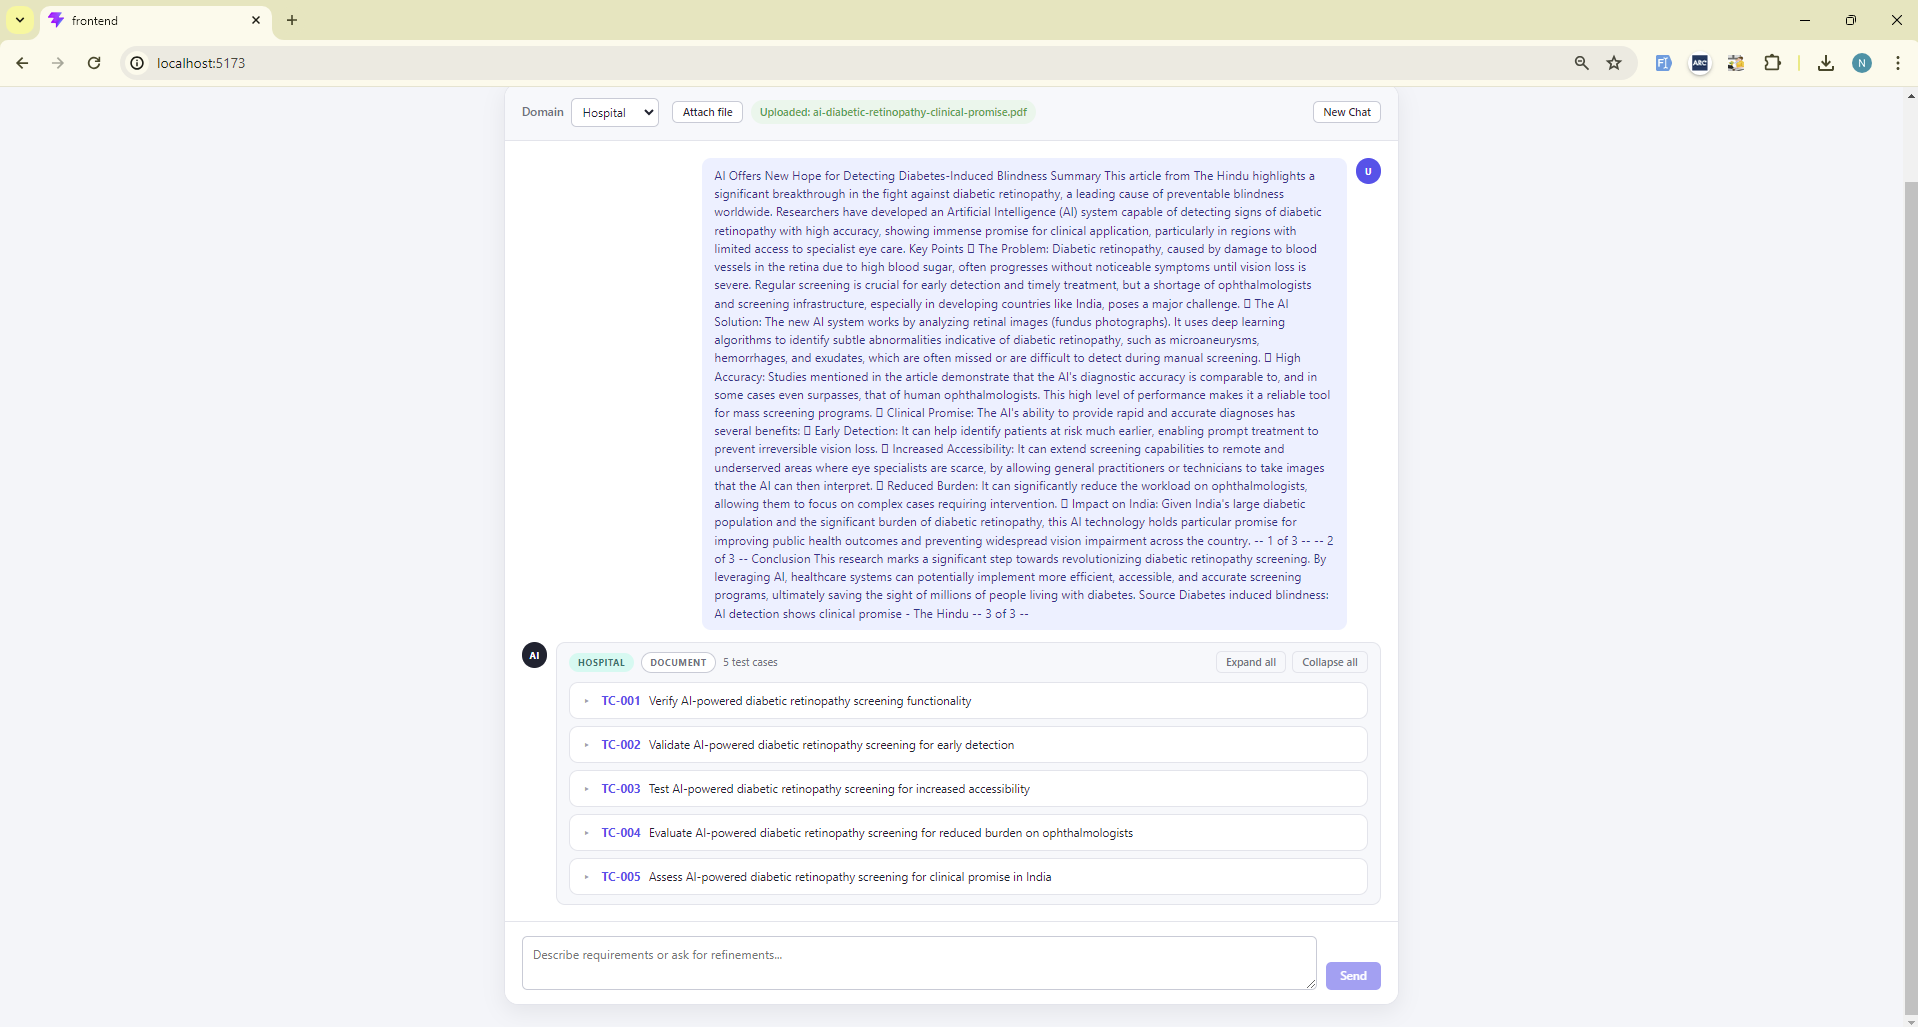 frontend
localhost:5173
FI
ARC
N
Domain
Hospital
Attach file
Uploaded: ai-diabetic-retinopathy-clinical-promise.pdf
New Chat
AI Offers New Hope for Detecting Diabetes-Induced Blindness Summary This article from The Hindu highlights a
significant breakthrough in the fight against diabetic retinopathy, a leading cause of preventable blindness
worldwide. Researchers have developed an Artificial Intelligence (AI) system capable of detecting signs of diabetic
retinopathy with high accuracy, showing immense promise for clinical application, particularly in regions with
limited access to specialist eye care. Key Points  The Problem: Diabetic retinopathy, caused by damage to blood
vessels in the retina due to high blood sugar, often progresses without noticeable symptoms until vision loss is
severe. Regular screening is crucial for early detection and timely treatment, but a shortage of ophthalmologists
and screening infrastructure, especially in developing countries like India, poses a major challenge.  The AI
Solution: The new AI system works by analyzing retinal images (fundus photographs). It uses deep learning
algorithms to identify subtle abnormalities indicative of diabetic retinopathy, such as microaneurysms,
hemorrhages, and exudates, which are often missed or are difficult to detect during manual screening.  High
Accuracy: Studies mentioned in the article demonstrate that the AI's diagnostic accuracy is comparable to, and in
some cases even surpasses, that of human ophthalmologists. This high level of performance makes it a reliable tool
for mass screening programs.  Clinical Promise: The AI's ability to provide rapid and accurate diagnoses has
several benefits:  Early Detection: It can help identify patients at risk much earlier, enabling prompt treatment to
prevent irreversible vision loss.  Increased Accessibility: It can extend screening capabilities to remote and
underserved areas where eye specialists are scarce, by allowing general practitioners or technicians to take images
that the AI can then interpret.  Reduced Burden: It can significantly reduce the workload on ophthalmologists,
allowing them to focus on complex cases requiring intervention.  Impact on India: Given India's large diabetic
population and the significant burden of diabetic retinopathy, this AI technology holds particular promise for
improving public health outcomes and preventing widespread vision impairment across the country. -- 1 of 3 -- -- 2
of 3 -- Conclusion This research marks a significant step towards revolutionizing diabetic retinopathy screening. By
leveraging AI, healthcare systems can potentially implement more efficient, accessible, and accurate screening
programs, ultimately saving the sight of millions of people living with diabetes. Source Diabetes induced blindness:
AI detection shows clinical promise - The Hindu -- 3 of 3 --
U
AI
HOSPITAL
DOCUMENT
5 test cases
Expand all
Collapse all
TC-001 Verify AI-powered diabetic retinopathy screening functionality
TC-002 Validate AI-powered diabetic retinopathy screening for early detection
TC-003 Test AI-powered diabetic retinopathy screening for increased accessibility
TC-004 Evaluate AI-powered diabetic retinopathy screening for reduced burden on ophthalmologists
TC-005 Assess AI-powered diabetic retinopathy screening for clinical promise in India
Describe requirements or ask for refinements...
Send